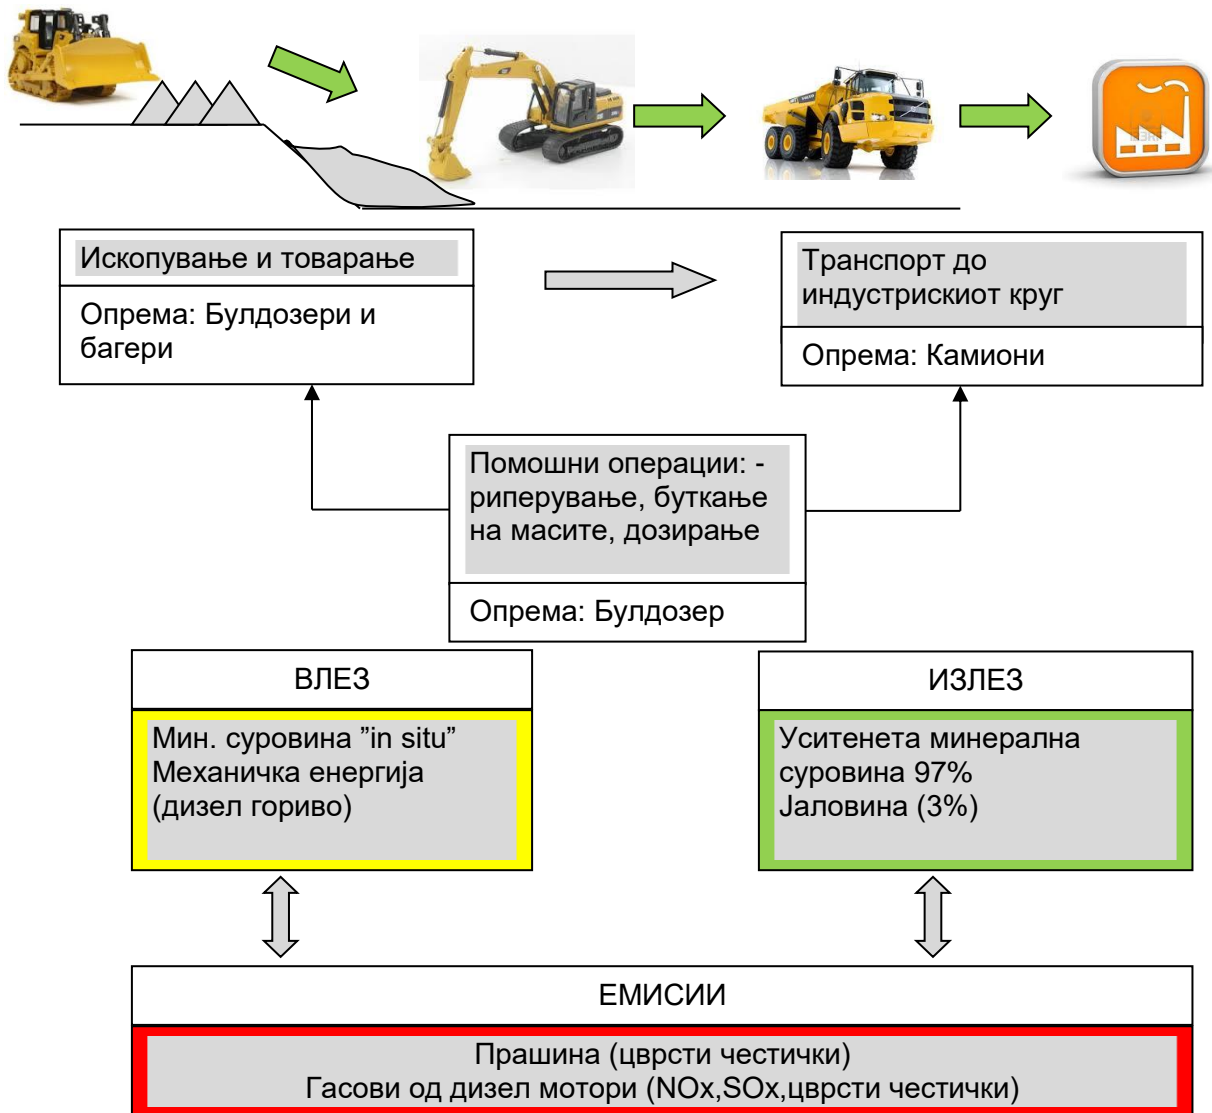 Ископување и товарање
Опрема: Булдозери и
багери
Транспорт до
индустрискиот круг
Опрема: Камиони
Помошни операции: -
риперување, буткање
на масите, дозирање
Опрема: Булдозер
ВЛЕЗ
Мин. суровина ”in situ”
Механичка енергија
(дизел гориво)
ИЗЛЕЗ
Уситенета минерална
суровина 97%
Јаловина (3%)
ЕМИСИИ
Прашина (цврсти честички)
Гасови од дизел мотори (NOx,SOx,цврсти честички)